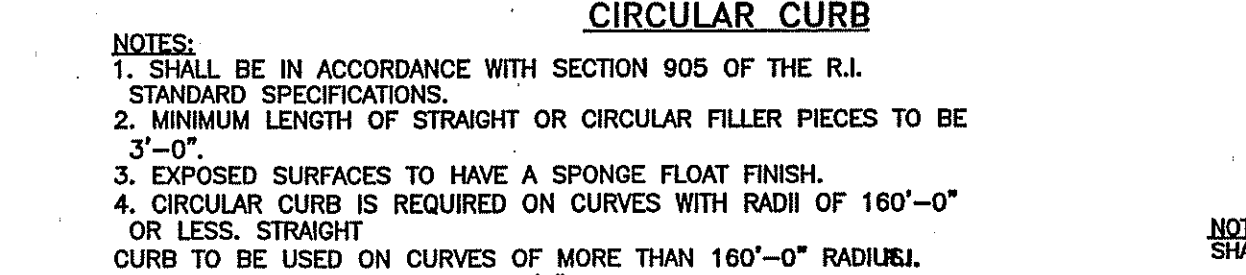 CIRCULAR CURB
NOTES:
1. SHALL BE IN ACCORDANCE WITH SECTION 905 OF THE R.I.
STANDARD SPECIFICATIONS.
2. MINIMUM LENGTH OF STRAIGHT OR CIRCULAR FILLER PIECES TO BE
3'-0".
3. EXPOSED SURFACES TO HAVE A SPONGE FLOAT FINISH.
4. CIRCULAR CURB IS REQUIRED ON CURVES WITH RADII OF 160'-0"
OR LESS. STRAIGHT
CURB TO BE USED ON CURVES OF MORE THAN 160'-0"